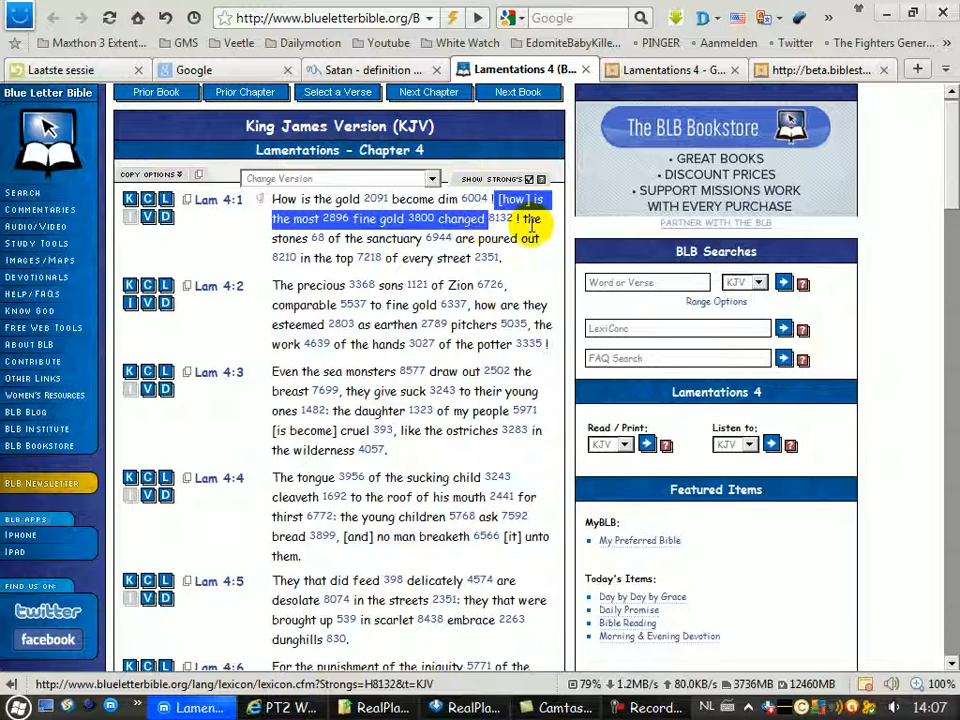 http://www.blueletterbible.org/B
Google
Maxthon 3 Extent...
GMS
Veetle
Dailymotion
Youtube
White Watch
EdomiteBabyKille...
PINGER
Aanmelden
Twitter
The Fighters Gener...
Laatste sessie
Google
Satan - definition ...
Lamentations 4 (B...
Lamentations 4 - G...
http://beta.biblest...
Blue Letter Bible
SEARCH
COMMENTARIES
AUDIO/VIDEO
STUDY TOOLS
IMAGES/MAPS
DEVOTIONALS
HELP/FAQS
KNOW GOD
FREE WEB TOOLS
ABOUT BLB
CONTRIBUTE
OTHER LINKS
WOMEN'S RESOURCES
BLB BLOG
BLB INSTITUTE
BLB BOOKSTORE
BLB NEWSLETTER
BLB APPS
IPHONE
IPAD
FIND US ON:
twitter
facebook
Prior Book
Prior Chapter
Select a Verse
Next Chapter
Next Book
King James Version (KJV)
Lamentations - Chapter 4
COPY OPTIONS
Change Version
SHOW STRONG'S
K C L Lam 4:1 ¶ How is the gold 2091 become dim 6004 ! [how] is
I V D the most 2896 fine gold 3800 changed 8132 ! the
stones 68 of the sanctuary 6944 are poured out
8210 in the top 7218 of every street 2351.
K C L Lam 4:2 The precious 3368 sons 1121 of Zion 6726,
I V D comparable 5537 to fine gold 6337, how are they
esteemed 2803 as earthen 2789 pitchers 5035, the
work 4639 of the hands 3027 of the potter 3335 !
K C L Lam 4:3 Even the sea monsters 8577 draw out 2502 the
I V D breast 7699, they give suck 3243 to their young
ones 1482: the daughter 1323 of my people 5971
[is become] cruel 393, like the ostriches 3283 in
the wilderness 4057.
K C L Lam 4:4 The tongue 3956 of the sucking child 3243
I V D cleaveth 1692 to the roof of his mouth 2441 for
thirst 6772: the young children 5768 ask 7592
bread 3899, [and] no man breaketh 6566 [it] unto
them.
K C L Lam 4:5 They that did feed 398 delicately 4574 are
I V D desolate 8074 in the streets 2351: they that were
brought up 539 in scarlet 8438 embrace 2263
dunghills 830.
K C L Lam 4:6 For the punishment of the iniquity 5771 of the
The BLB Bookstore
• GREAT BOOKS
• DISCOUNT PRICES
• SUPPORT MISSIONS WORK
WITH EVERY PURCHASE
PARTNER WITH THE BLB
BLB Searches
Word or Verse
KJV
Range Options
LexiConc
FAQ Search
Lamentations 4
Read / Print:
Listen to:
KJV
KJV
Featured Items
MyBLB:
My Preferred Bible
Today's Items:
Day by Day by Grace
Daily Promise
Bible Reading
Morning & Evening Devotion
http://www.blueletterbible.org/lang/lexicon/lexicon.cfm?Strongs=H8132&t=KJV
79%
1.2MB/s
80.0KB/s
3736MB
12460MB
100%
Lamen...
PT2 W...
RealPla...
RealPla...
Camtas...
Record...
NL
14:07